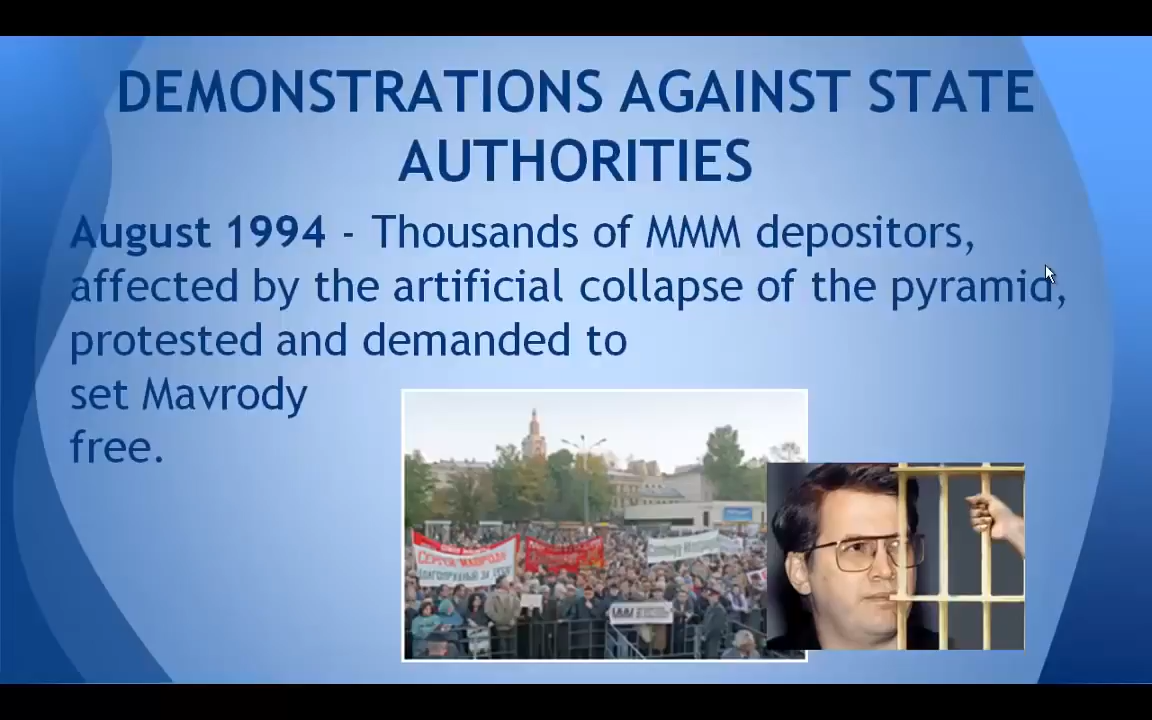 DEMONSTRATIONS AGAINST STATE
AUTHORITIES
August 1994 - Thousands of MMM depositors,
affected by the artificial collapse of the pyramid,
protested and demanded to
set Mavrody
free.
МММ